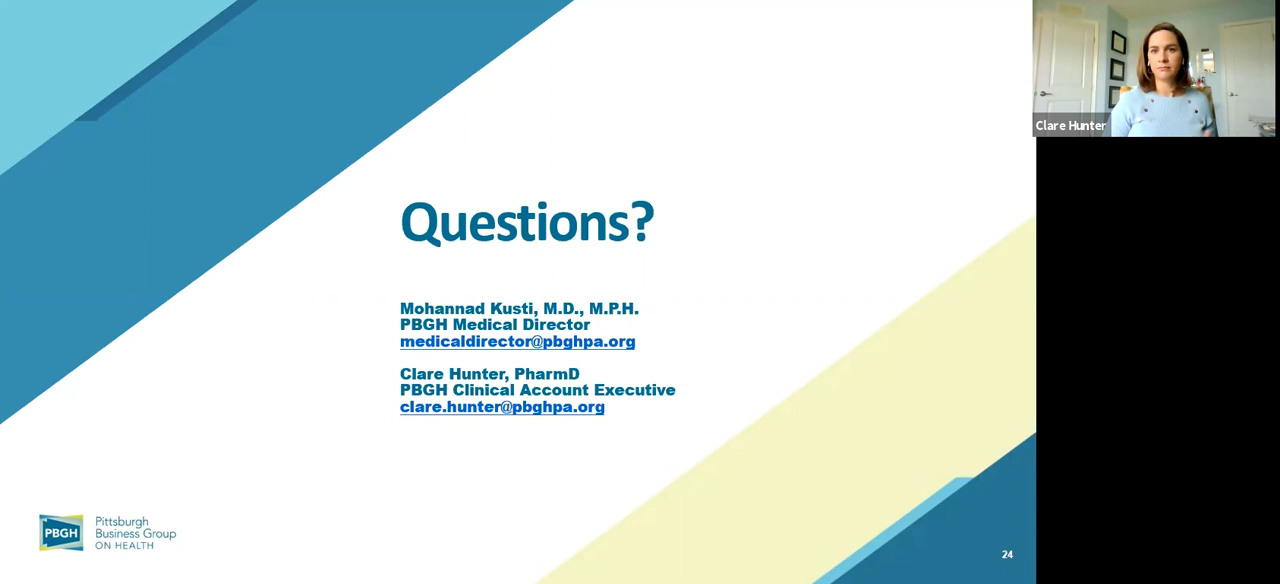 Clare Hunter
Questions?
Mohannad Kusti, M.D., M.P.H.
PBGH Medical Director
medicaldirector@pbghpa.org
Clare Hunter, PharmD
PBGH Clinical Account Executive
clare.hunter@pbghpa.org
PBGH
Pittsburgh
Business Group
ON HEALTH
24